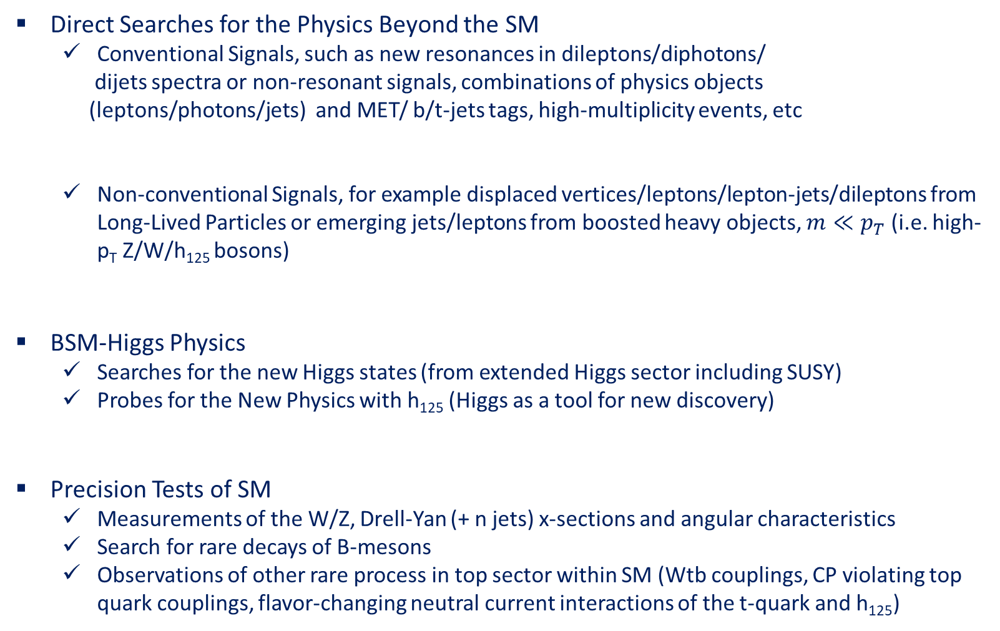 ▪ Direct Searches for the Physics Beyond the SM
✓ Conventional Signals, such as new resonances in dileptons/diphotons/
dijets spectra or non-resonant signals, combinations of physics objects
(leptons/photons/jets) and MET/ b/t-jets tags, high-multiplicity events, etc
✓ Non-conventional Signals, for example displaced vertices/leptons/lepton-jets/dileptons from
Long-Lived Particles or emerging jets/leptons from boosted heavy objects, m ≪ p_T (i.e. high-
p_T Z/W/h_125 bosons)
▪ BSM-Higgs Physics
✓ Searches for the new Higgs states (from extended Higgs sector including SUSY)
✓ Probes for the New Physics with h_125 (Higgs as a tool for new discovery)
▪ Precision Tests of SM
✓ Measurements of the W/Z, Drell-Yan (+ n jets) x-sections and angular characteristics
✓ Search for rare decays of B-mesons
✓ Observations of other rare process in top sector within SM (Wtb couplings, CP violating top
quark couplings, flavor-changing neutral current interactions of the t-quark and h_125)